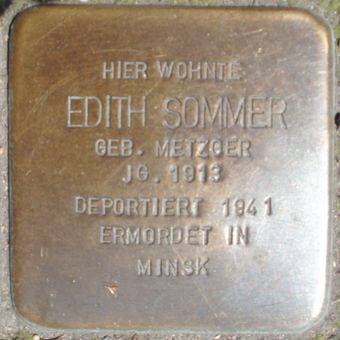 HIER WOHNTE
EDITH SOMMER
GEB. METZGER
JG. 1913
DEPORTIERT 1941
ERMORDET IN
MINSK